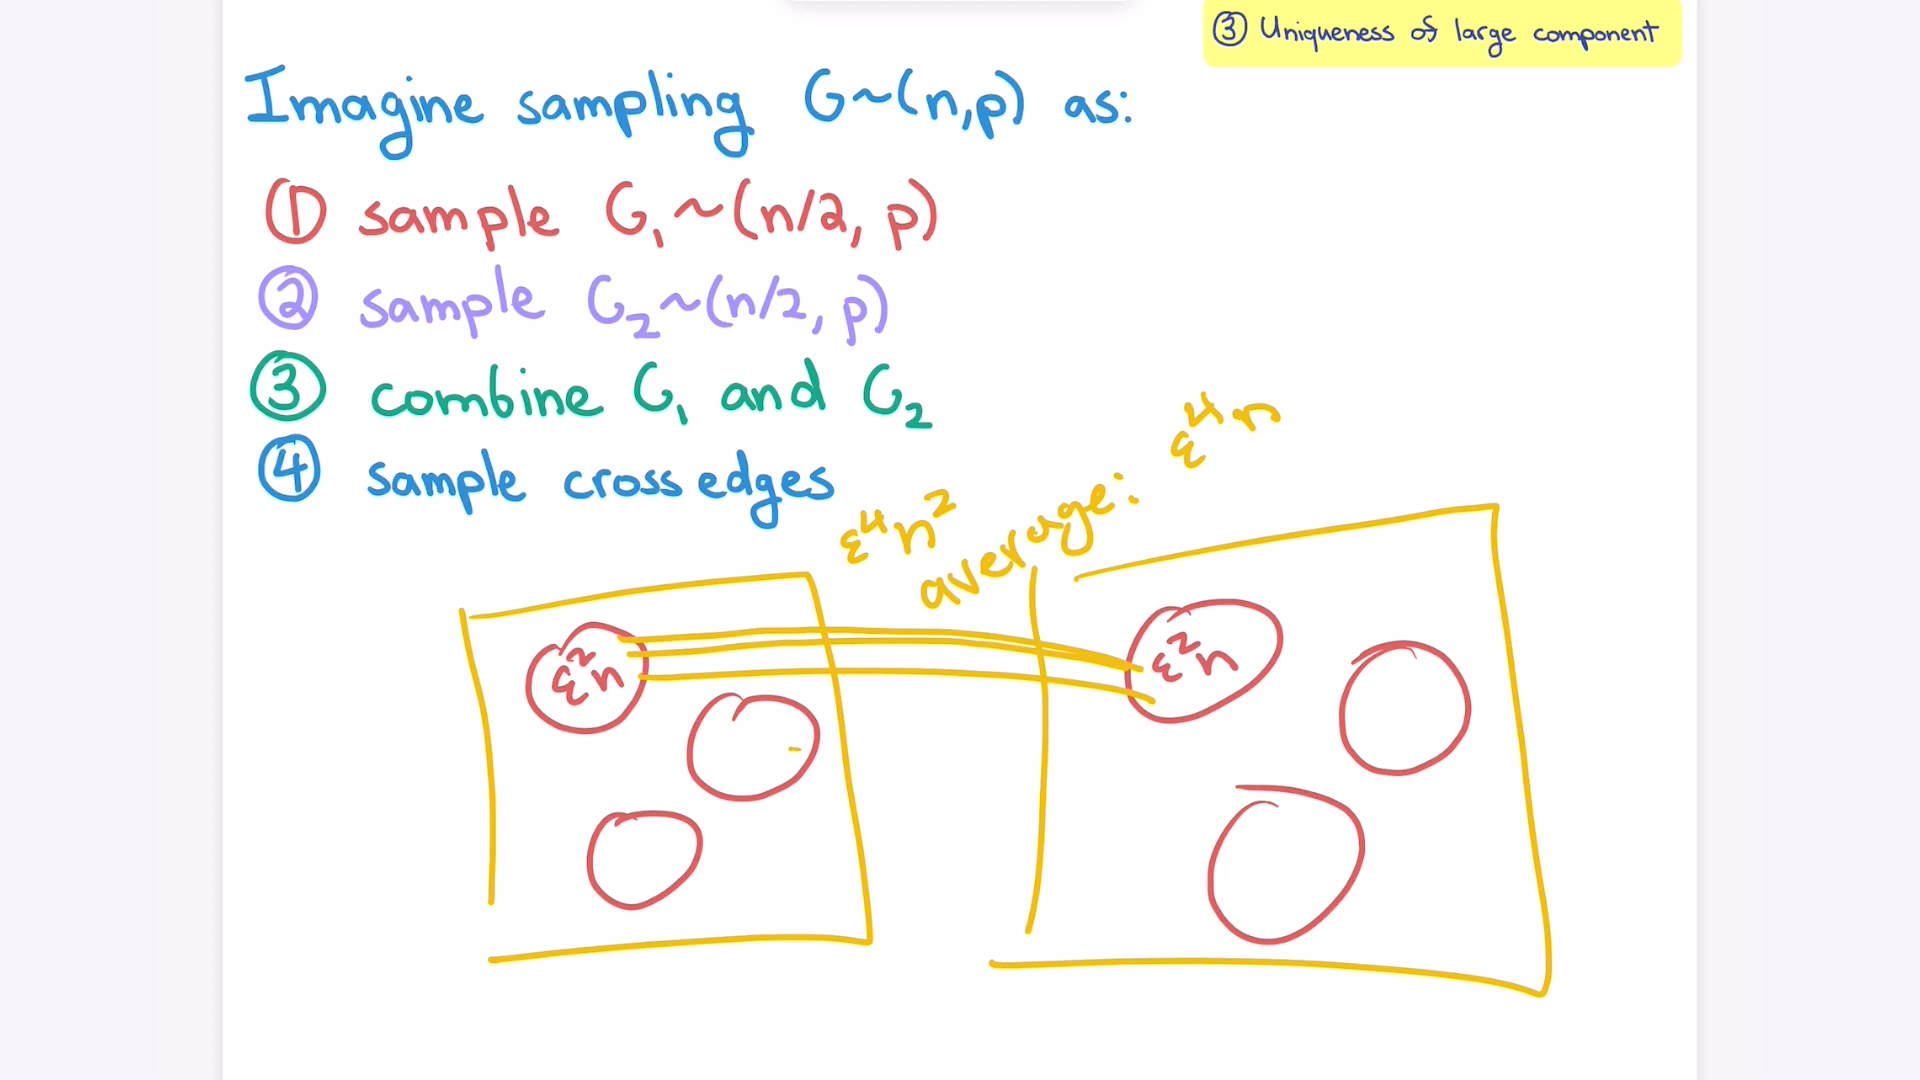 ③ Uniqueness of large component
Imagine sampling G~(n,p) as:
① sample G₁~(n/2, p)
② sample G₂~(n/2, p)
③ combine G₁ and G₂
④ sample cross edges
ε⁴n²
average: ε⁴n
ε²n
ε²n